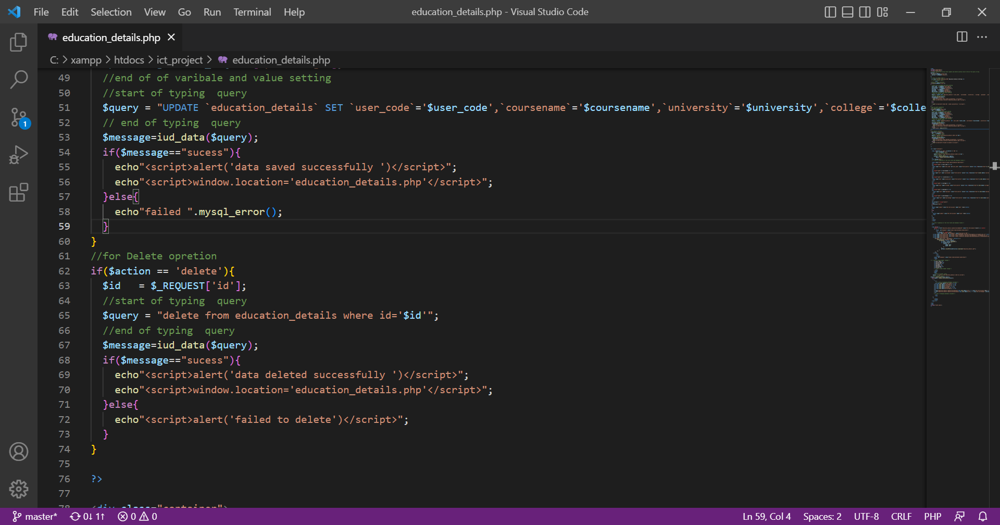 File Edit Selection View Go Run Terminal Help
education_details.php - Visual Studio Code
education_details.php
C: > xampp > htdocs > ict_project > education_details.php
49 //end of of varibale and value setting
50 //start of typing  query
51 $query = "UPDATE `education_details` SET `user_code`='$user_code',`coursename`='$coursename',`university`='$university',`college`='$colle
52 // end of typing  query
53 $message=iud_data($query);
54 if($message=="sucess"){
55 echo"<script>alert('data saved successfully ')</script>";
56 echo"<script>window.location='education_details.php'</script>";
57 }else{
58 echo"failed ".mysql_error();
59 }
60 }
61 //for Delete opretion
62 if($action == 'delete'){
63 $id   = $_REQUEST['id'];
64 //start of typing  query
65 $query = "delete from education_details where id='$id'";
66 //end of typing  query
67 $message=iud_data($query);
68 if($message=="sucess"){
69 echo"<script>alert('data deleted successfully ')</script>";
70 echo"<script>window.location='education_details.php'</script>";
71 }else{
72 echo"<script>alert('failed to delete')</script>";
73 }
74 }
75
76 ?>
77
78 <div class="container">
1
master* 0↓ 1↑ 0 0
Ln 59, Col 4 Spaces: 2 UTF-8 CRLF PHP